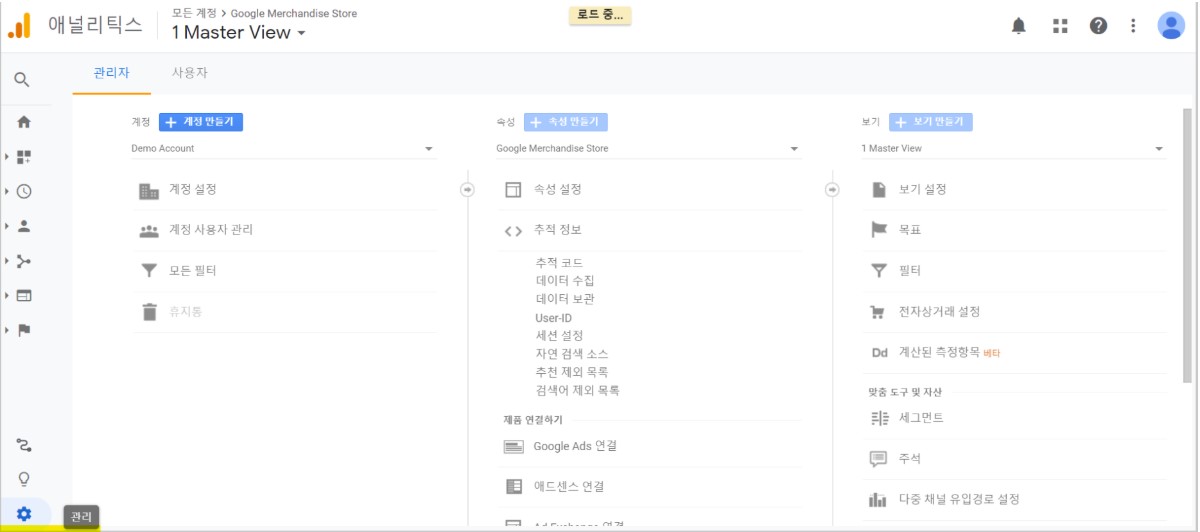 애널리틱스
모든 계정 > Google Merchandise Store
1 Master View
로드 중...
관리자
사용자
계정
+ 계정 만들기
Demo Account
계정 설정
계정 사용자 관리
모든 필터
휴지통
속성
+ 속성 만들기
Google Merchandise Store
속성 설정
추적 정보
추적 코드
데이터 수집
데이터 보관
User-ID
세션 설정
자연 검색 소스
추천 제외 목록
검색어 제외 목록
제품 연결하기
Google Ads 연결
애드센스 연결
Ad Exchange 연결
보기
+ 보기 만들기
1 Master View
보기 설정
목표
필터
전자상거래 설정
Dd 계산된 측정항목 베타
맞춤 도구 및 자산
세그먼트
주석
다중 채널 유입경로 설정
관리